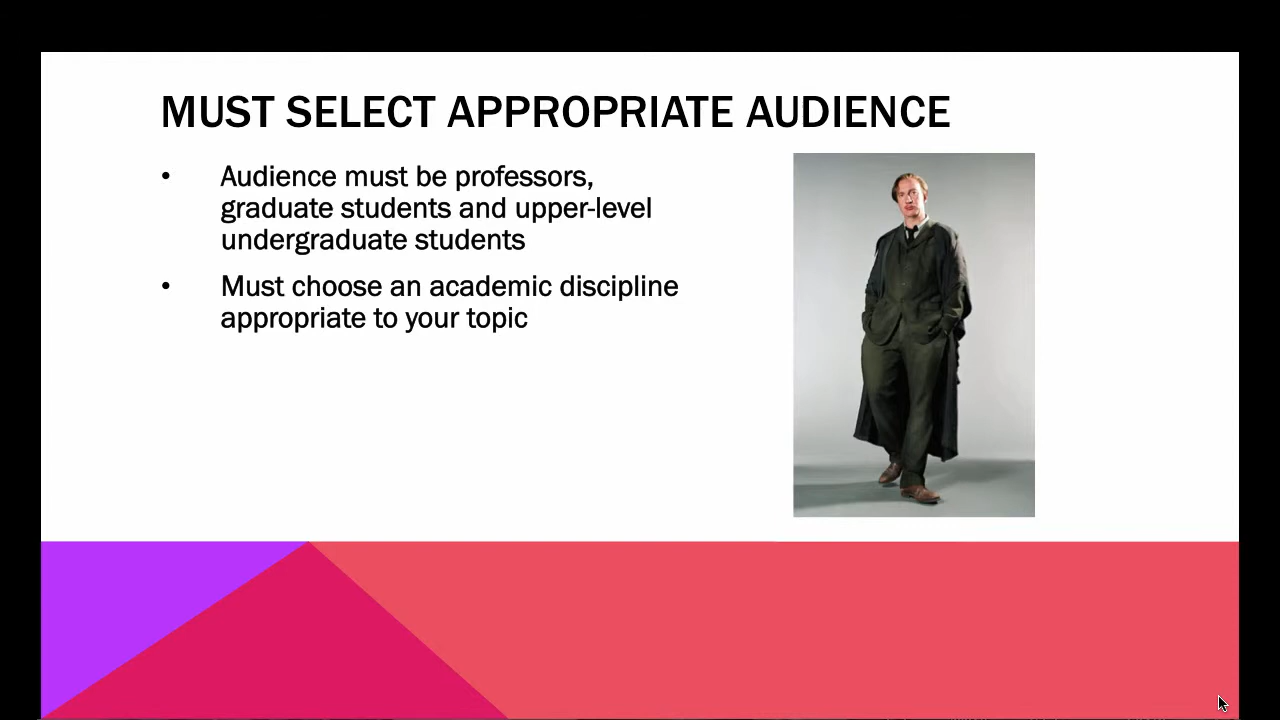 MUST SELECT APPROPRIATE AUDIENCE
• Audience must be professors,
graduate students and upper-level
undergraduate students
• Must choose an academic discipline
appropriate to your topic